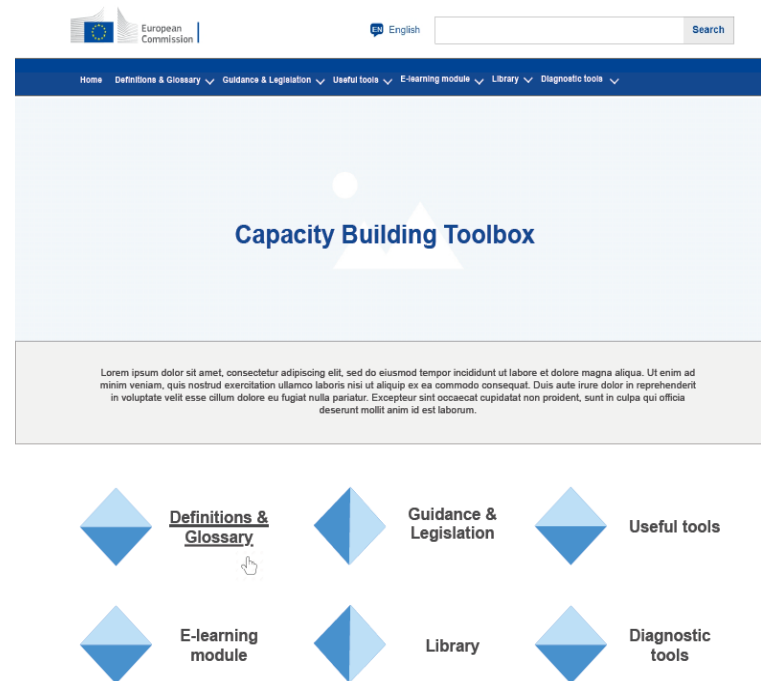 European
Commission
EN English
Search
Home Definitions & Glossary Guidance & Legislation Useful tools E-learning module Library Diagnostic tools
Capacity Building Toolbox
Lorem ipsum dolor sit amet, consectetur adipiscing elit, sed do eiusmod tempor incididunt ut labore et dolore magna aliqua. Ut enim ad
minim veniam, quis nostrud exercitation ullamco laboris nisi ut aliquip ex ea commodo consequat. Duis aute irure dolor in reprehenderit
in voluptate velit esse cillum dolore eu fugiat nulla pariatur. Excepteur sint occaecat cupidatat non proident, sunt in culpa qui officia
deserunt mollit anim id est laborum.
Definitions &
Glossary
Guidance &
Legislation
Useful tools
E-learning
module
Library
Diagnostic
tools